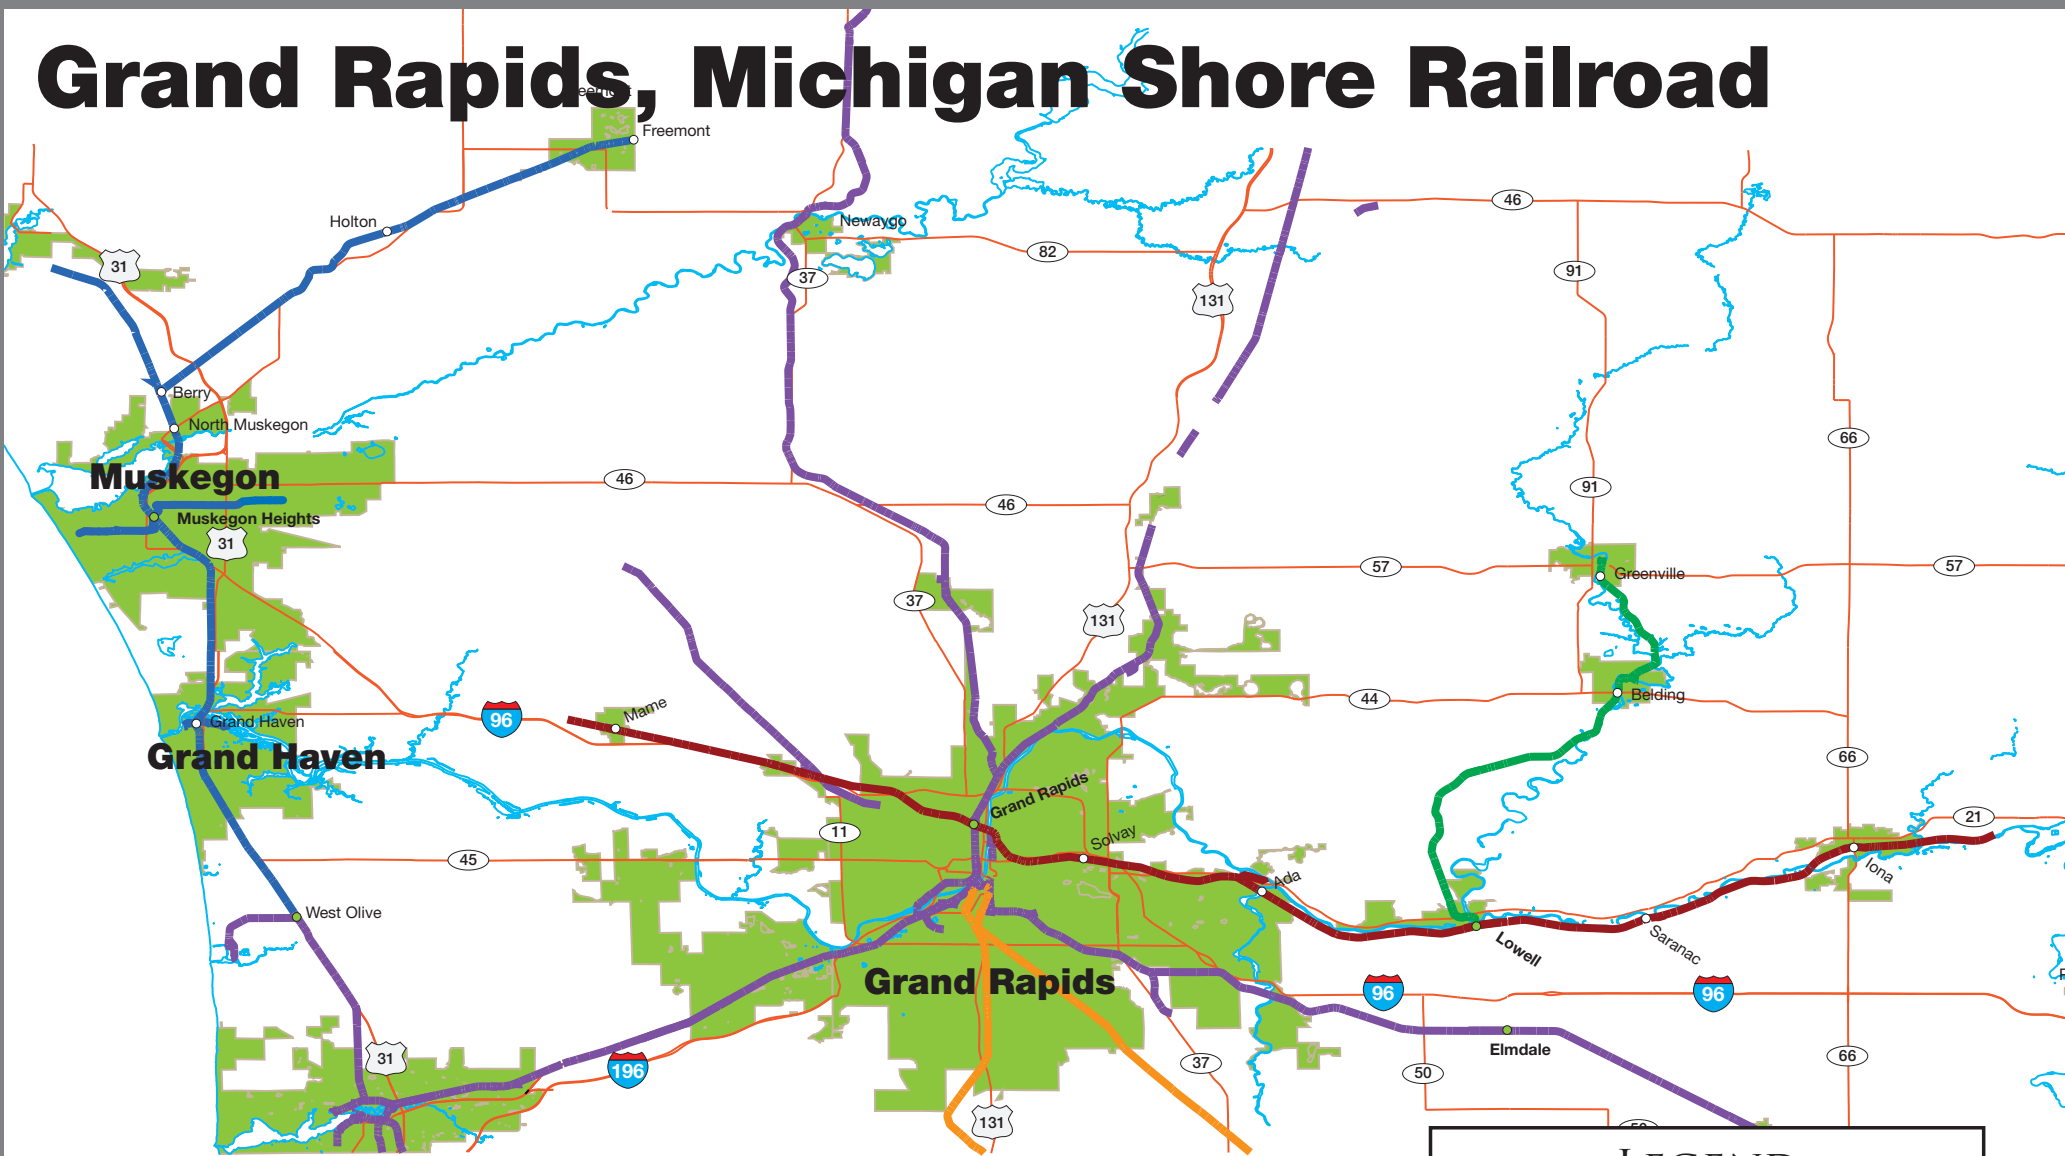 Grand Rapids, Michigan Shore Railroad
Freemont
Holton
Newaygo
46
31
82
37
91
131
Berry
North Muskegon
66
Muskegon
46
46
91
Muskegon Heights
31
57
57
Greenville
37
131
Belding
44
Mame
96
Grand Haven
Grand Haven
66
Grand Rapids
11
Solvay
21
45
Ada
Iona
West Olive
Saranac
Lowell
Grand Rapids
96
96
Elmdale
31
196
37
50
66
131
50
LEGEND